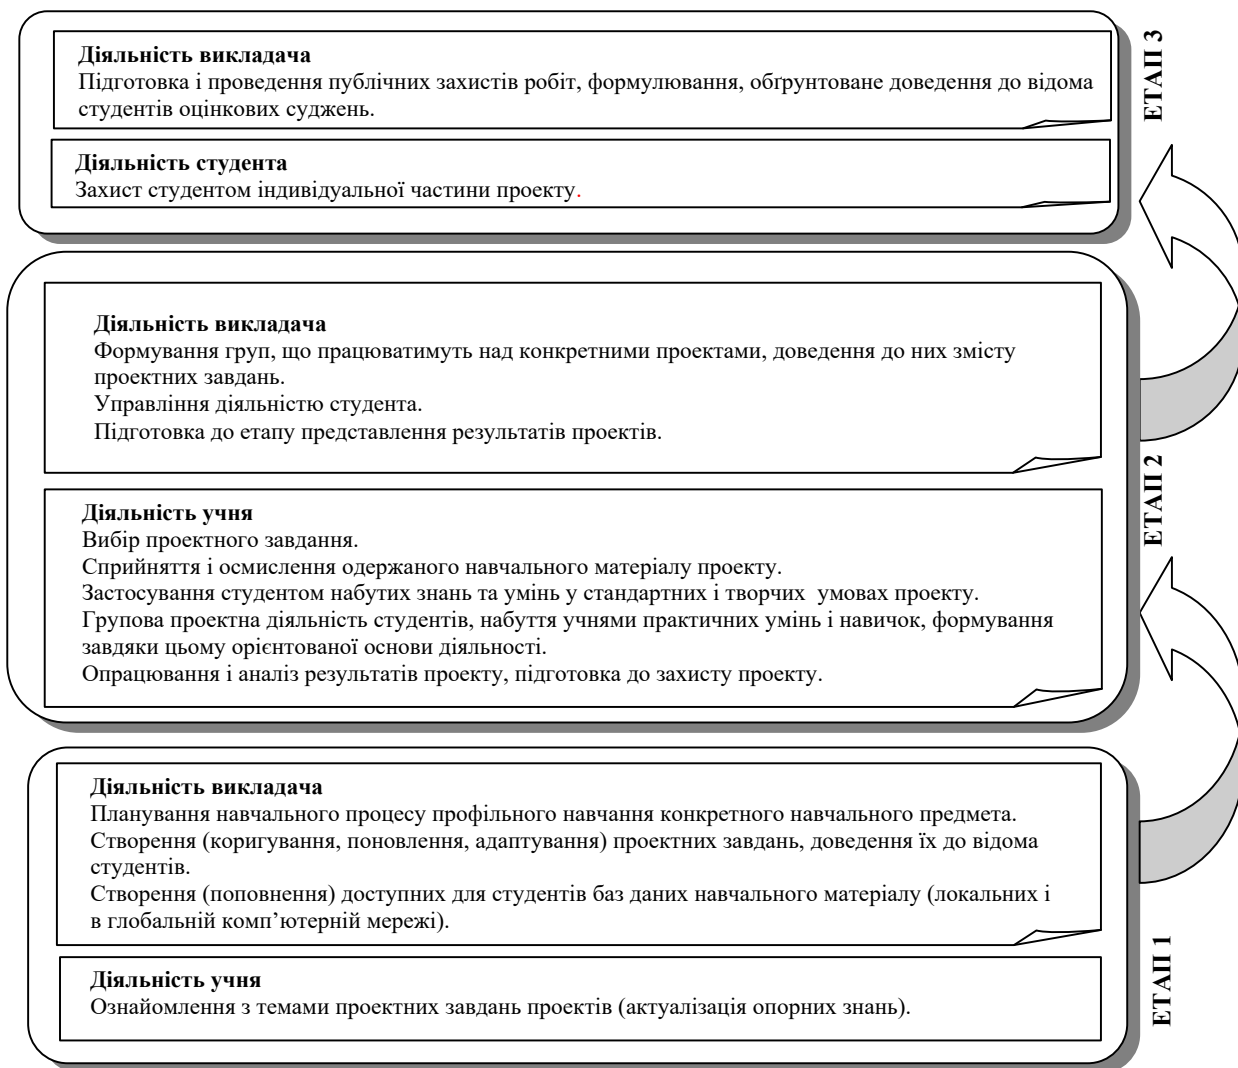 Діяльність викладача
Підготовка і проведення публічних захистів робіт, формулювання, обґрунтоване доведення до відома
студентів оцінкових суджень.
Діяльність студента
Захист студентом індивідуальної частини проекту.
ЕТАП 3
Діяльність викладача
Формування груп, що працюватимуть над конкретними проектами, доведення до них змісту
проектних завдань.
Управління діяльністю студента.
Підготовка до етапу представлення результатів проектів.
Діяльність учня
Вибір проектного завдання.
Сприйняття і осмислення одержаного навчального матеріалу проекту.
Застосування студентом набутих знань та умінь у стандартних і творчих умовах проекту.
Групова проектна діяльність студентів, набуття учнями практичних умінь і навичок, формування
завдяки цьому орієнтованої основи діяльності.
Опрацювання і аналіз результатів проекту, підготовка до захисту проекту.
ЕТАП 2
Діяльність викладача
Планування навчального процесу профільного навчання конкретного навчального предмета.
Створення (коригування, поновлення, адаптування) проектних завдань, доведення їх до відома
студентів.
Створення (поповнення) доступних для студентів баз даних навчального матеріалу (локальних і
в глобальній комп’ютерній мережі).
Діяльність учня
Ознайомлення з темами проектних завдань проектів (актуалізація опорних знань).
ЕТАП 1